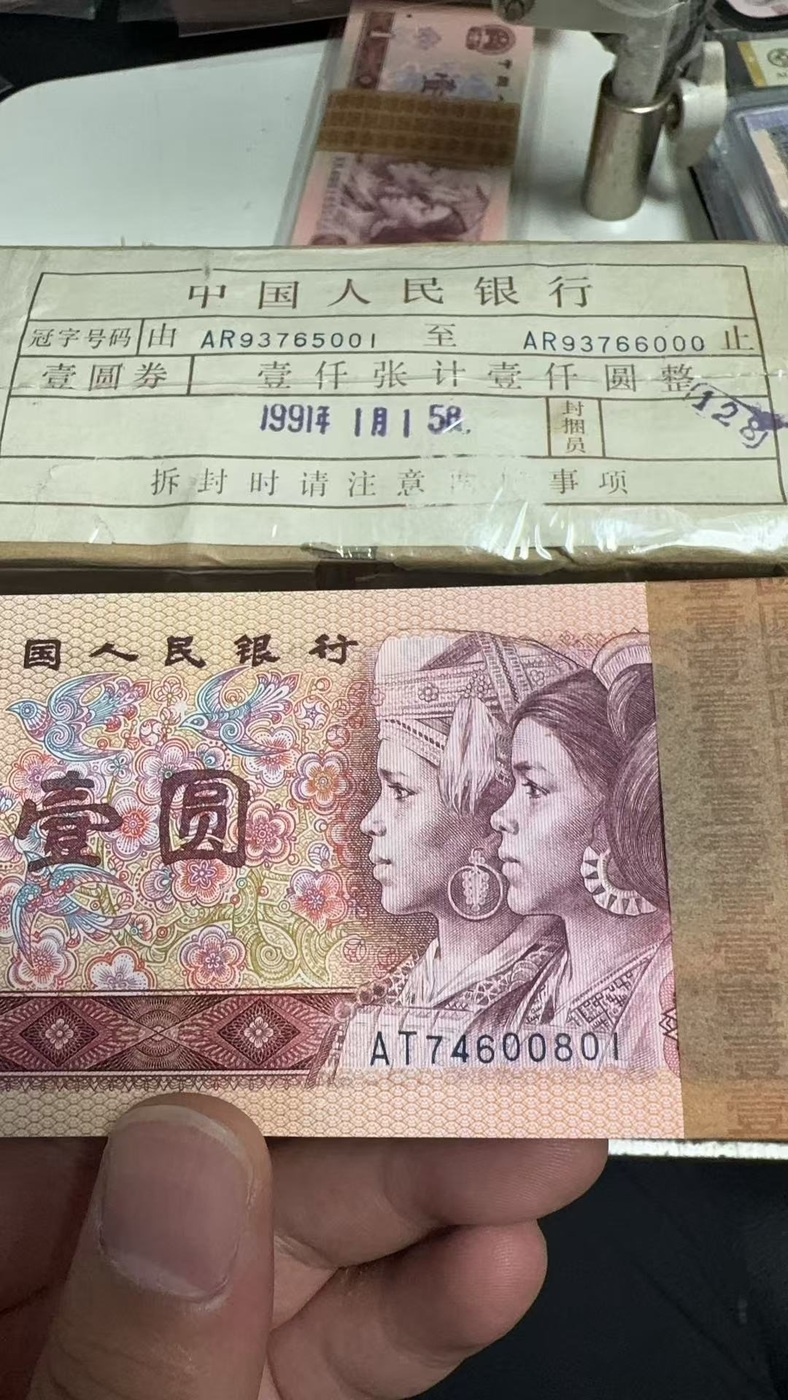 中国人民银行
冠字号码 由 AR93765001 至 AR93766000 止
壹圆券 壹仟张计壹仟圆整
(128)
1991年 1月 15日. 封捆员
拆封时请注意 事项
国人民银行
壹圆
AT74600801